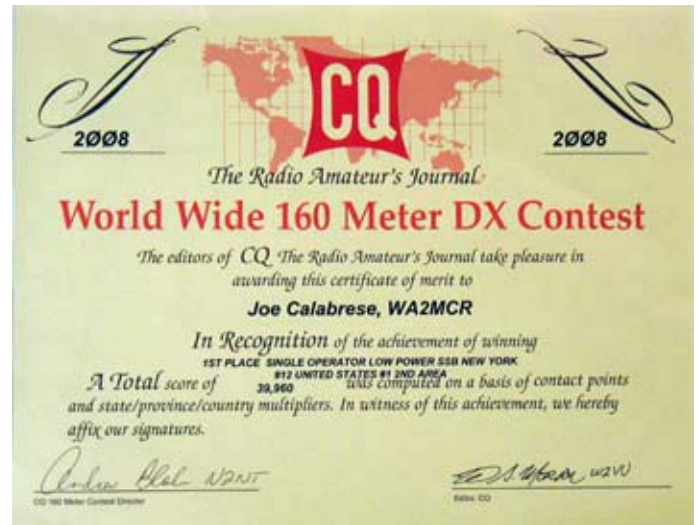 CQ
2008 2008
The Radio Amateur's Journal
World Wide 160 Meter DX Contest
The editors of CQ The Radio Amateur's Journal take pleasure in
awarding this certificate of merit to
Joe Calabrese, WA2MCR
In Recognition of the achievement of winning
1ST PLACE SINGLE OPERATOR LOW POWER SSB NEW YORK
#12 UNITED STATES #1 2ND AREA
A Total score of 39,960 was computed on a basis of contact points
and state/province/country multipliers. In witness of this achievement, we hereby
affix our signatures.
N2NT W2VU
CQ 160 Meter Contest Director Editor, CQ